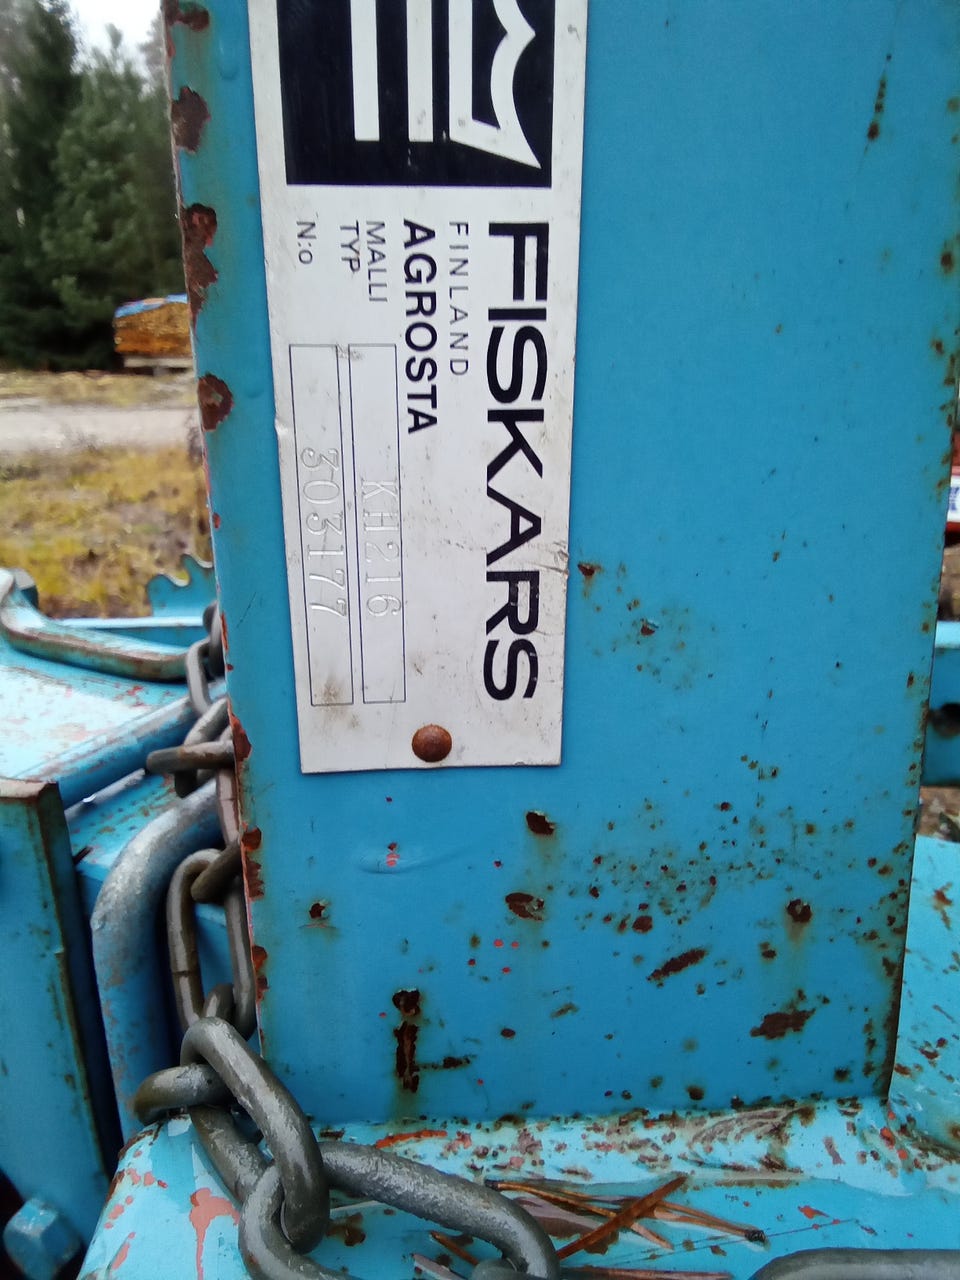 FISKARS
FINLAND
AGROSTA
MALLI
TYP
KH216
N:o
303177